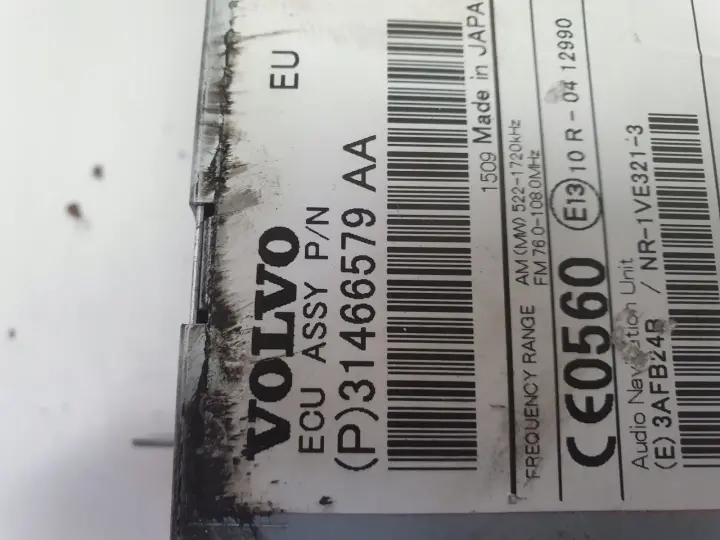 VOLVO EU
ECU ASSY P/N
(P)31466579 AA
1509 Made in JAPA
FREQUENCY RANGE AM (MW) 522-1720kHz
FM 76.0-108.0MHz
CE0560 E13 10 R - 04 12990
Audio Navigation Unit
(E) 3AFB24B / NR-1VE321-3